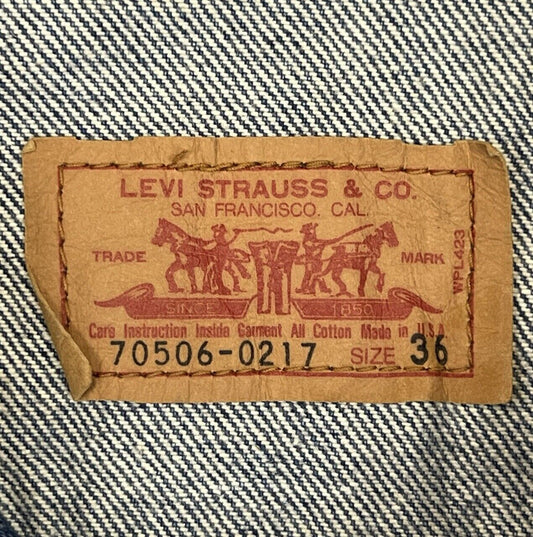 LEVI STRAUSS & CO.
SAN FRANCISCO. CAL.
TRADE MARK
WPL423
SINCE 1850
Care Instruction Inside Garment All Cotton Made in U.S.A
70506-0217 SIZE 36